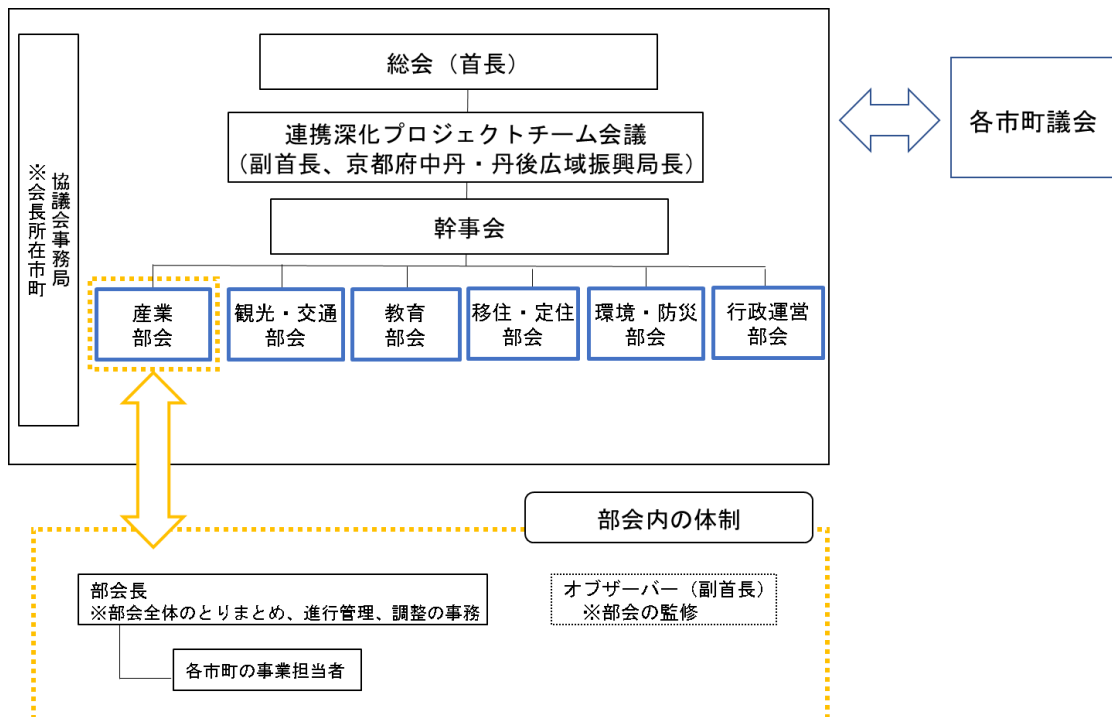 総会（首長）
連携深化プロジェクトチーム会議
（副首長、京都府中丹・丹後広域振興局長）
幹事会
協議会事務局
※会長所在市町
産業
部会
観光・交通
部会
教育
部会
移住・定住
部会
環境・防災
部会
行政運営
部会
各市町議会
部会内の体制
部会長
※部会全体のとりまとめ、進行管理、調整の事務
各市町の事業担当者
オブザーバー（副首長）
※部会の監修